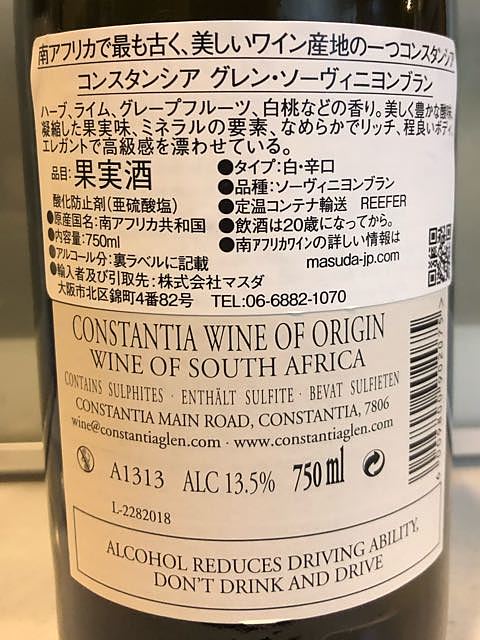 南アフリカで最も古く、美しいワイン産地の一つコンスタンシア
コンスタンシア グレン・ソーヴィニヨンブラン
ハーブ、ライム、グレープフルーツ、白桃などの香り。美しく豊かな酸味、
凝縮した果実味、ミネラルの要素、なめらかでリッチ、程良いボディ。
エレガントで高級感を漂わせている。
品目:果実酒
酸化防止剤(亜硫酸塩)
●原産国名:南アフリカ共和国
●内容量:750ml
●アルコール分:裏ラベルに記載
●輸入者及び引取先:株式会社マスダ
大阪市北区錦町4番82号 TEL:06-6882-1070
●タイプ:白・辛口
●品種:ソーヴィニヨンブラン
●定温コンテナ輸送 REEFER
●飲酒は20歳になってから。
●南アフリカワインの詳しい情報は
masuda-jp.com
CONSTANTIA WINE OF ORIGIN
WINE OF SOUTH AFRICA
CONTAINS SULPHITES · ENTHÄLT SULFITE · BEVAT SULFIETEN
CONSTANTIA MAIN ROAD, CONSTANTIA, 7806
wine@constantiaglen.com · www.constantiaglen.com
A1313 ALC 13.5% 750 ml
L-2282018
ALCOHOL REDUCES DRIVING ABILITY,
DON'T DRINK AND DRIVE